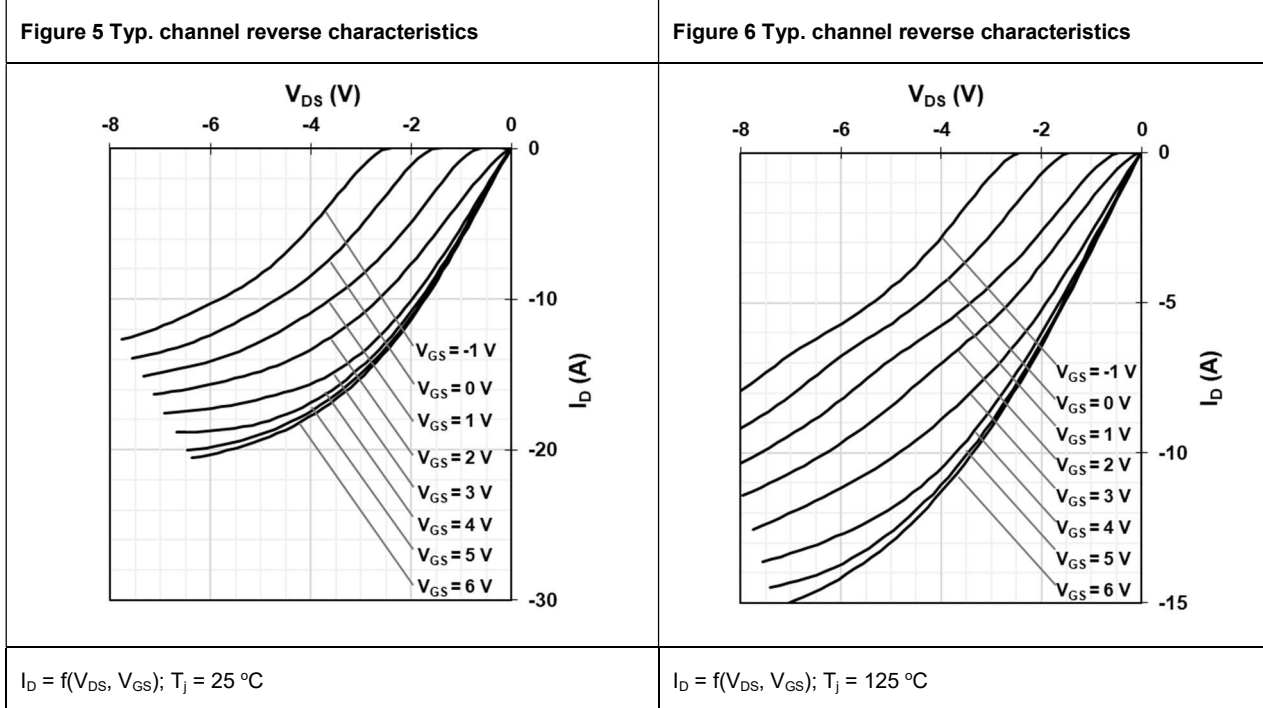 Figure 5 Typ. channel reverse characteristics
V_DS (V)
-8 -6 -4 -2 0
0
-10
-20
-30
I_D (A)
V_GS = -1 V
V_GS = 0 V
V_GS = 1 V
V_GS = 2 V
V_GS = 3 V
V_GS = 4 V
V_GS = 5 V
V_GS = 6 V
I_D = f(V_DS, V_GS); T_j = 25 °C
Figure 6 Typ. channel reverse characteristics
V_DS (V)
-8 -6 -4 -2 0
0
-5
-10
-15
I_D (A)
V_GS = -1 V
V_GS = 0 V
V_GS = 1 V
V_GS = 2 V
V_GS = 3 V
V_GS = 4 V
V_GS = 5 V
V_GS = 6 V
I_D = f(V_DS, V_GS); T_j = 125 °C